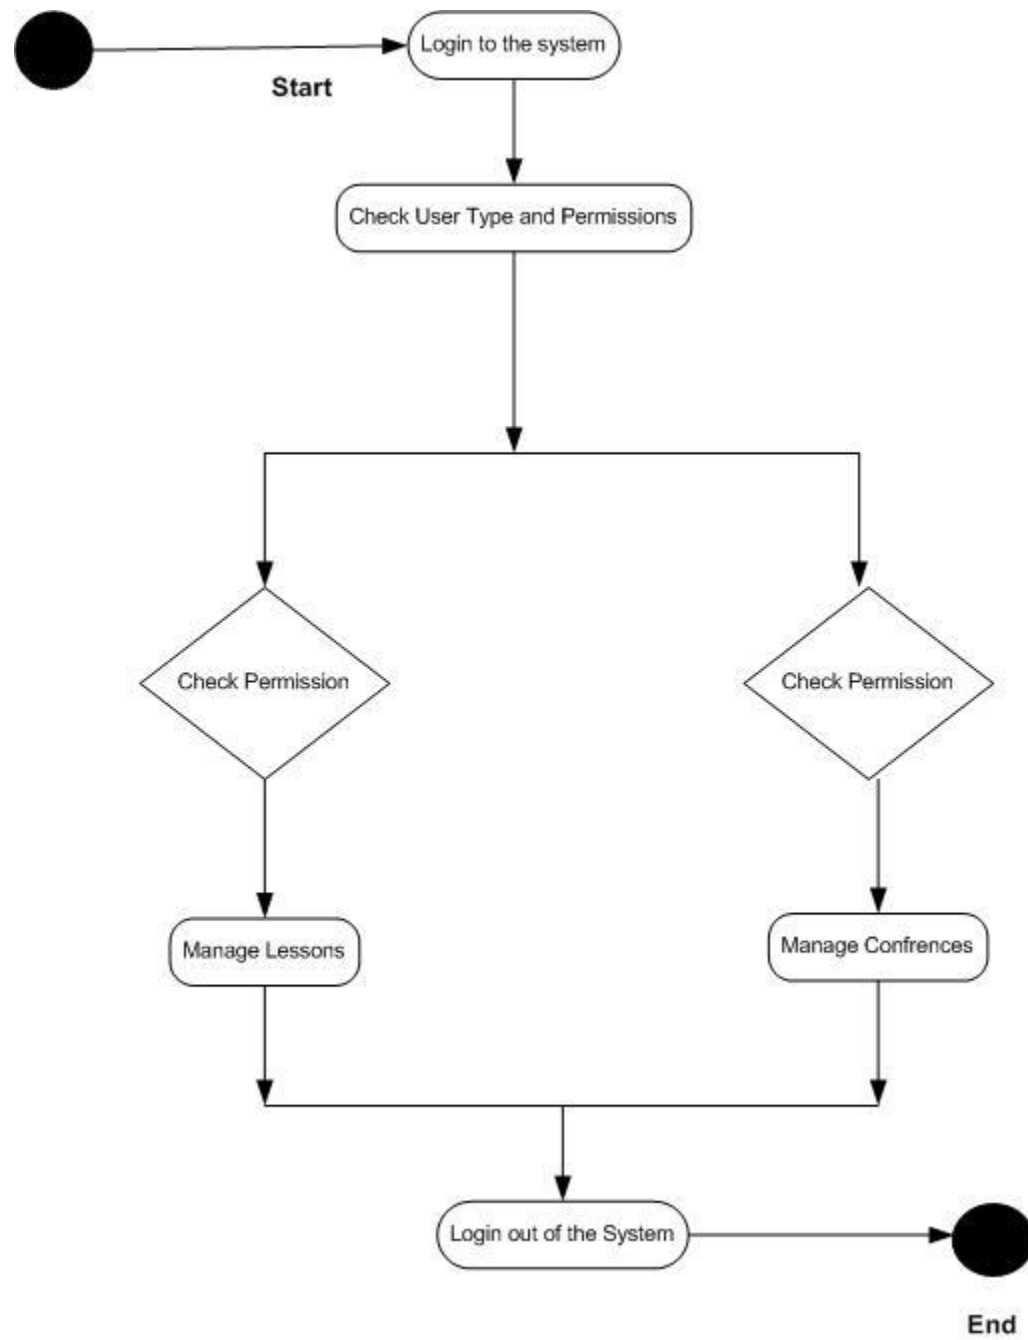 Login to the system
Start
Check User Type and Permissions
Check Permission
Check Permission
Manage Lessons
Manage Confrences
Login out of the System
End